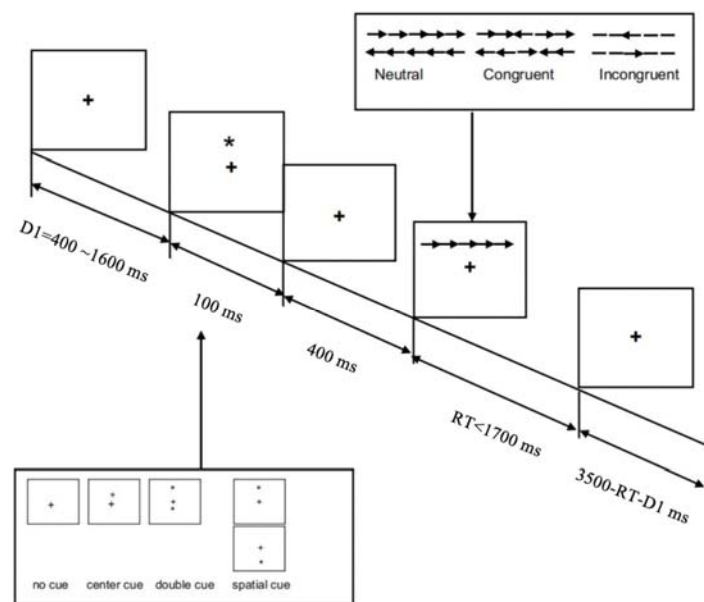 Neutral
Congruent
Incongruent
D1=400 ~1600 ms
100 ms
400 ms
RT<1700 ms
3500-RT-D1 ms
no cue
center cue
double cue
spatial cue